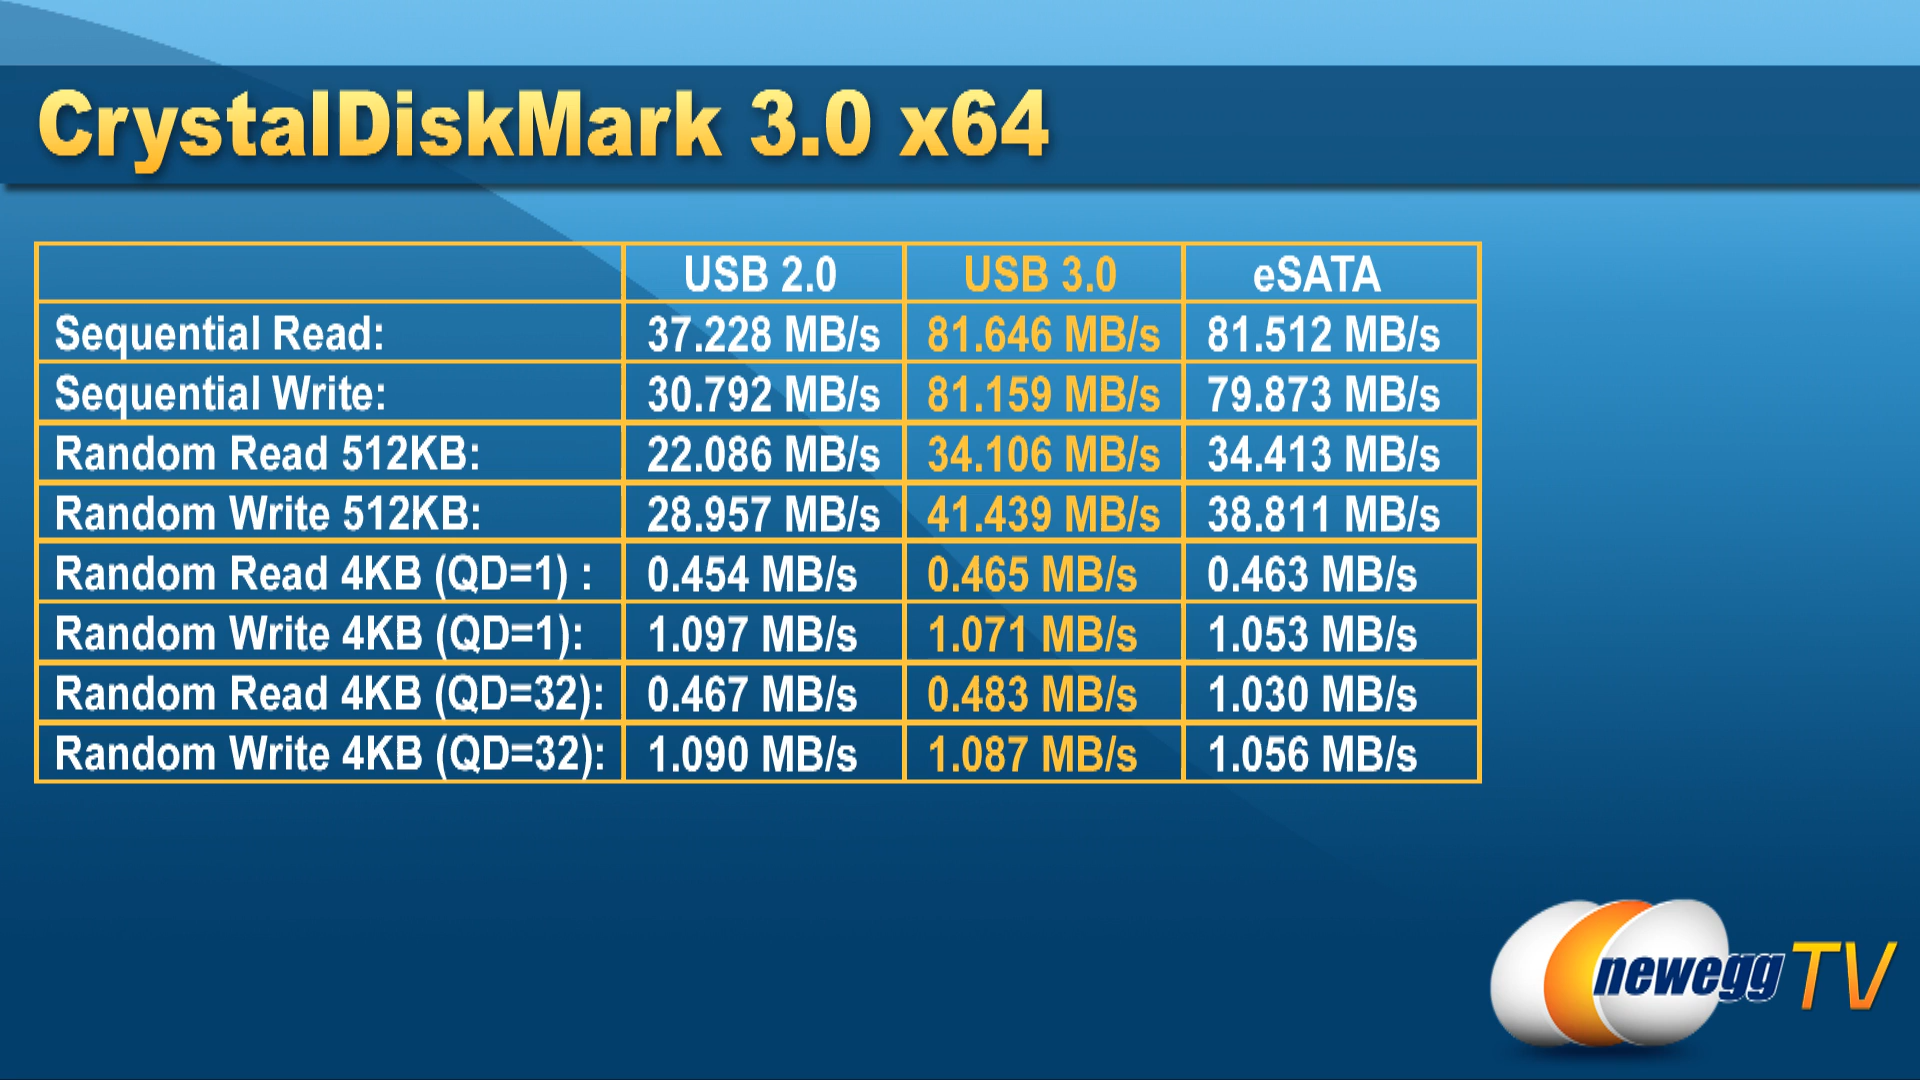 CrystalDiskMark 3.0 x64
USB 2.0 USB 3.0 eSATA
Sequential Read: 37.228 MB/s 81.646 MB/s 81.512 MB/s
Sequential Write: 30.792 MB/s 81.159 MB/s 79.873 MB/s
Random Read 512KB: 22.086 MB/s 34.106 MB/s 34.413 MB/s
Random Write 512KB: 28.957 MB/s 41.439 MB/s 38.811 MB/s
Random Read 4KB (QD=1) : 0.454 MB/s 0.465 MB/s 0.463 MB/s
Random Write 4KB (QD=1): 1.097 MB/s 1.071 MB/s 1.053 MB/s
Random Read 4KB (QD=32): 0.467 MB/s 0.483 MB/s 1.030 MB/s
Random Write 4KB (QD=32): 1.090 MB/s 1.087 MB/s 1.056 MB/s
newegg TV